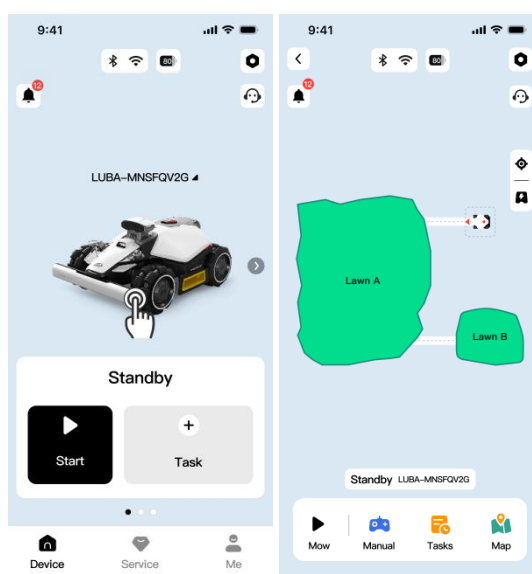 9:41
80
12
LUBA-MNSFQV2G
Standby
Start
Task
Device
Service
Me
9:41
80
12
Lawn A
Lawn B
Standby LUBA-MNSFQV2G
Mow
Manual
Tasks
Map